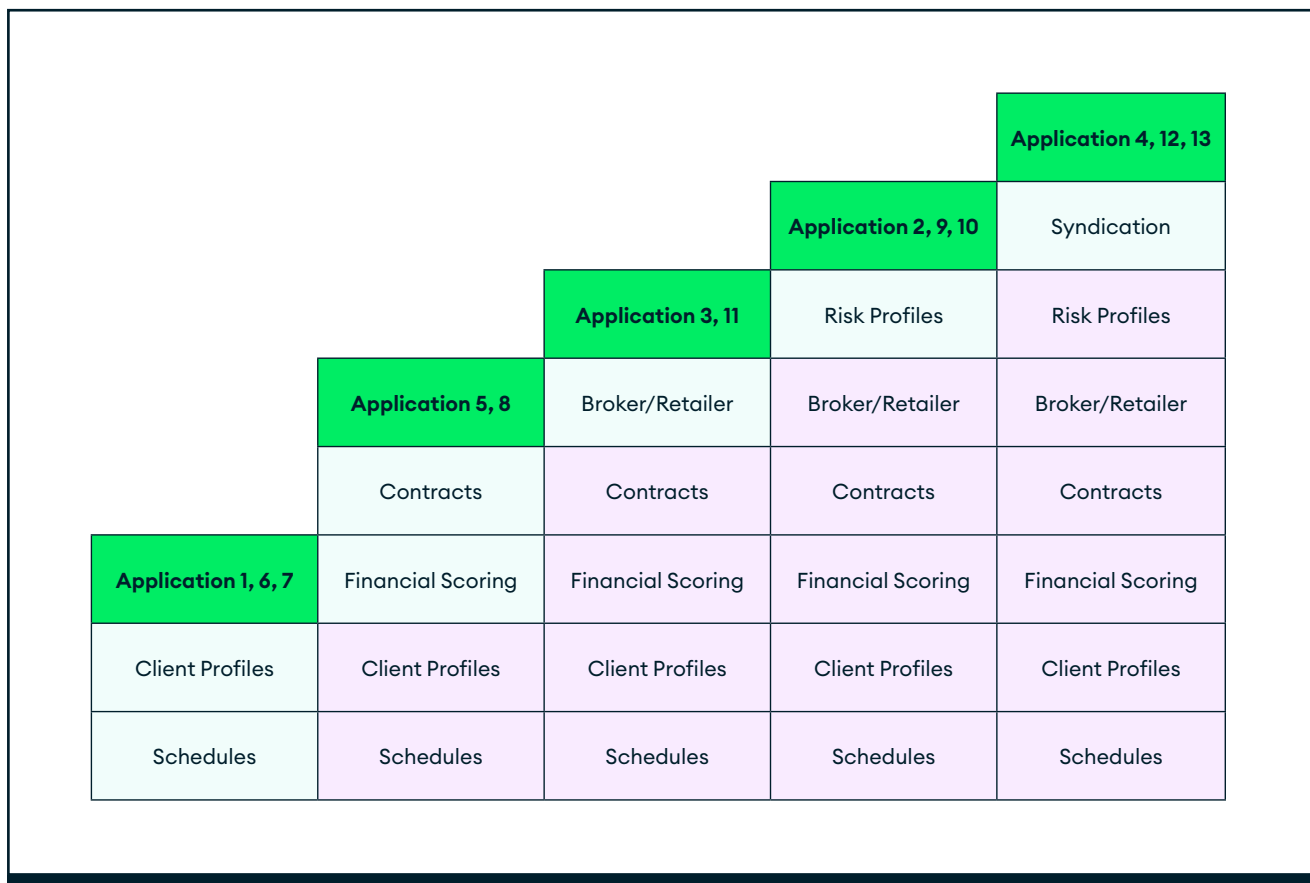 Application 4, 12, 13
Application 2, 9, 10
Syndication
Application 3, 11
Risk Profiles
Risk Profiles
Application 5, 8
Broker/Retailer
Broker/Retailer
Broker/Retailer
Contracts
Contracts
Contracts
Contracts
Application 1, 6, 7
Financial Scoring
Financial Scoring
Financial Scoring
Financial Scoring
Client Profiles
Client Profiles
Client Profiles
Client Profiles
Client Profiles
Schedules
Schedules
Schedules
Schedules
Schedules